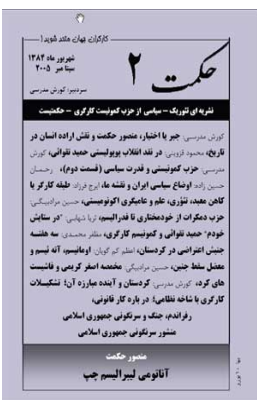 کارگران جهان متحد شوید!
حکمت ۲
شهریور ماه ۱۳۸۴
سپتامبر ۲۰۰۵
سردبیر: کورش مدرسی
نشریه ای تئوریک – سیاسی از حزب کمونیست کارگری – حکمتیست
کورش مدرسی: جبر یا اختیار، منصور حکمت و نقش اراده انسان در
تاریخ، محمود قزوینی: در نقد انقلاب پوپولیستی حمید تقوائی، کورش
مدرسی: حزب کمونیستی و قدرت سیاسی (قسمت دوم)، رحمان
حسین زاده: اوضاع سیاسی ایران و نقشه ما، ایرج فرزاد: طبقه کارگر یا
کاهن معبد، تئوری، علم و عامیگری اکونومیستی، حسین مرادبیگی:
حزب دمکرات از خودمختاری تا فدرالیسم، ثریا شهابی: "در ستایش
خودم" حمید تقوائی و کمونیسم کارگری، مظفر محمدی: سه هفته
جنبش اعتراضی در کردستان، اعظم کم گویان: اومانیسم، آته ئیسم و
معضل سقط جنین، حسین مرادبیگی: مخمصه اصغر کریمی و فاشیست
های کرد، کورش مدرسی: کردستان و آینده مبارزه آن؛ تشکیلات
کارگری یا شاخه نظامی؛ در باره کار قانونی،
رفراندم، جنگ و سرنگونی جمهوری اسلامی
منشور سرنگونی جمهوری اسلامی
منصور حکمت
آناتومی لیبرالیسم چپ